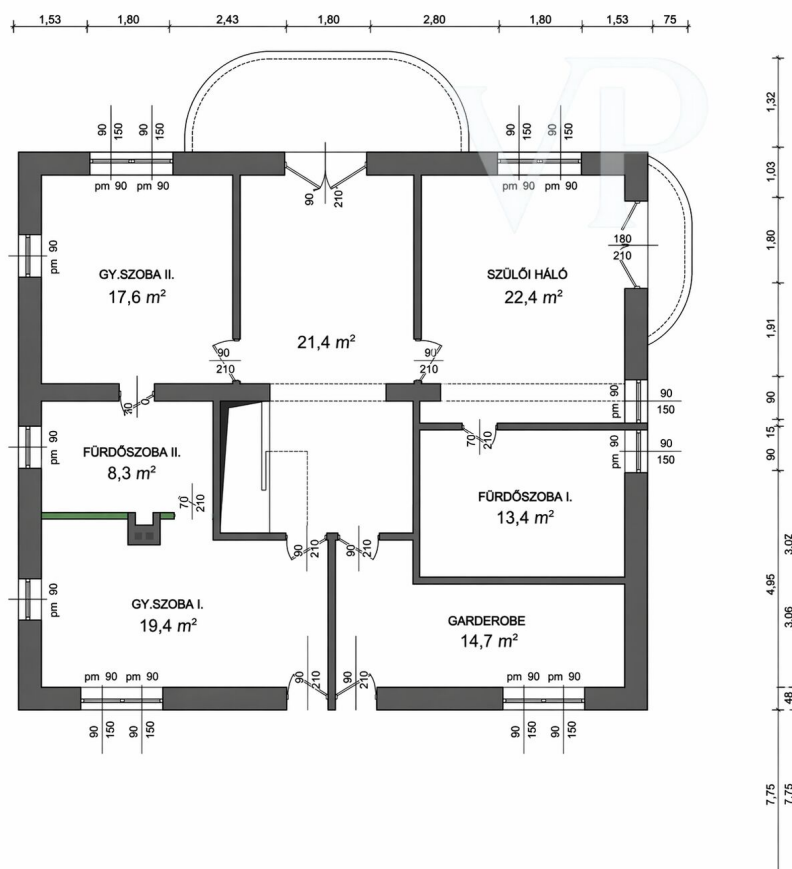 1,53 1,80 2,43 1,80 2,80 1,80 1,53 75
VP
90 150 150 90 150 150
pm 90 pm 90
90 210
pm 90 pm 90
1,32
1,03
1,80
1,91
90
15
90
3,02
4,95
3,06
48
7,75
7,75
pm 90
GY.SZOBA II.
17,6 m²
21,4 m²
SZÜLŐI HÁLÓ
22,4 m²
180
210
90
210
90
210
pm 90
90
150
pm 90
FÜRDŐSZOBA II.
8,3 m²
70
210
70
210
pm 90
90
150
FÜRDŐSZOBA I.
13,4 m²
90
210
90
210
pm 90
GY.SZOBA I.
19,4 m²
GARDEROBE
14,7 m²
pm 90 pm 90
90
210
90
210
pm 90 pm 90
90 150 150
90 150 150